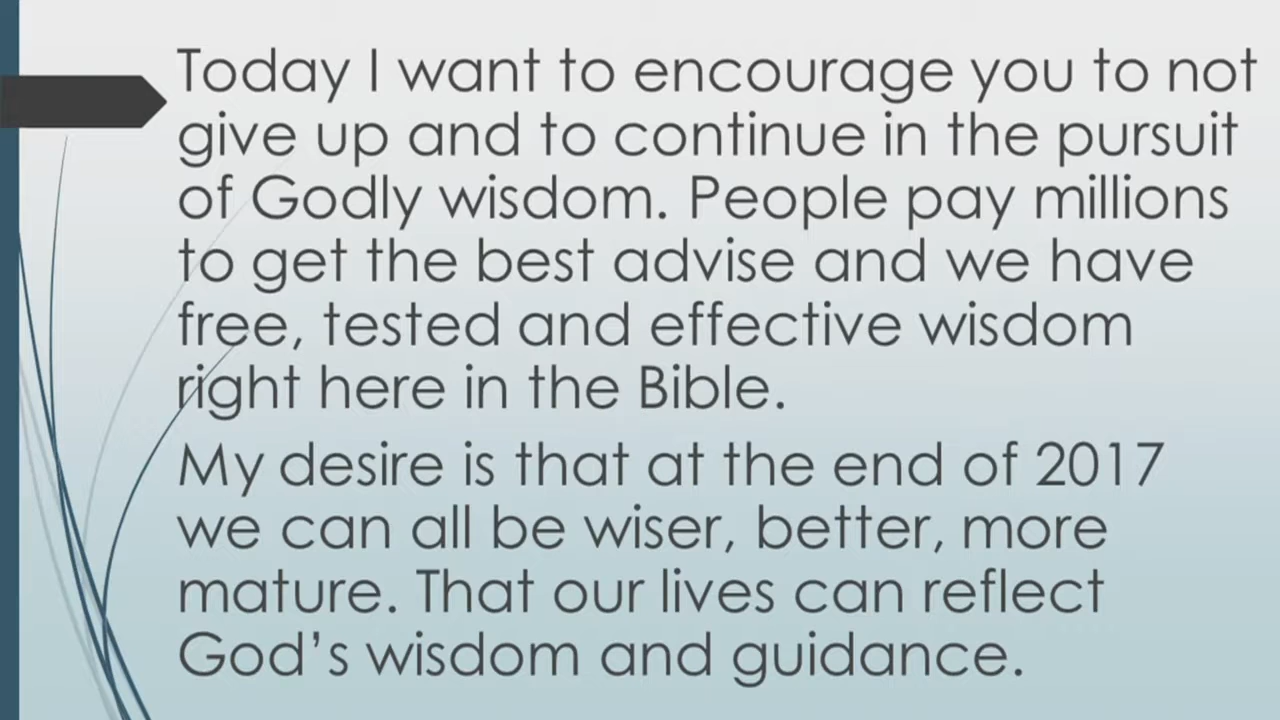 Today I want to encourage you to not
give up and to continue in the pursuit
of Godly wisdom. People pay millions
to get the best advise and we have
free, tested and effective wisdom
right here in the Bible.
My desire is that at the end of 2017
we can all be wiser, better, more
mature. That our lives can reflect
God’s wisdom and guidance.